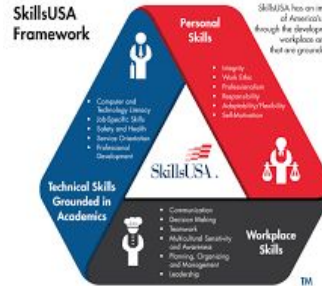 SkillsUSA
Framework
SkillsUSA has an im
of America's
through the develop
workplace an
that are ground
Personal
Skills
• Integrity
• Work Ethic
• Professionalism
• Responsibility
• Adaptability/Flexibility
• Self-Motivation
• Computer and
Technology Literacy
• Job-Specific Skills
• Safety and Health
• Service Orientation
• Professional
Development
SkillsUSA.
Technical Skills
Grounded in
Academics
• Communication
• Decision Making
• Teamwork
• Multicultural Sensitivity
and Awareness
• Planning, Organizing
and Management
• Leadership
Workplace
Skills
TM